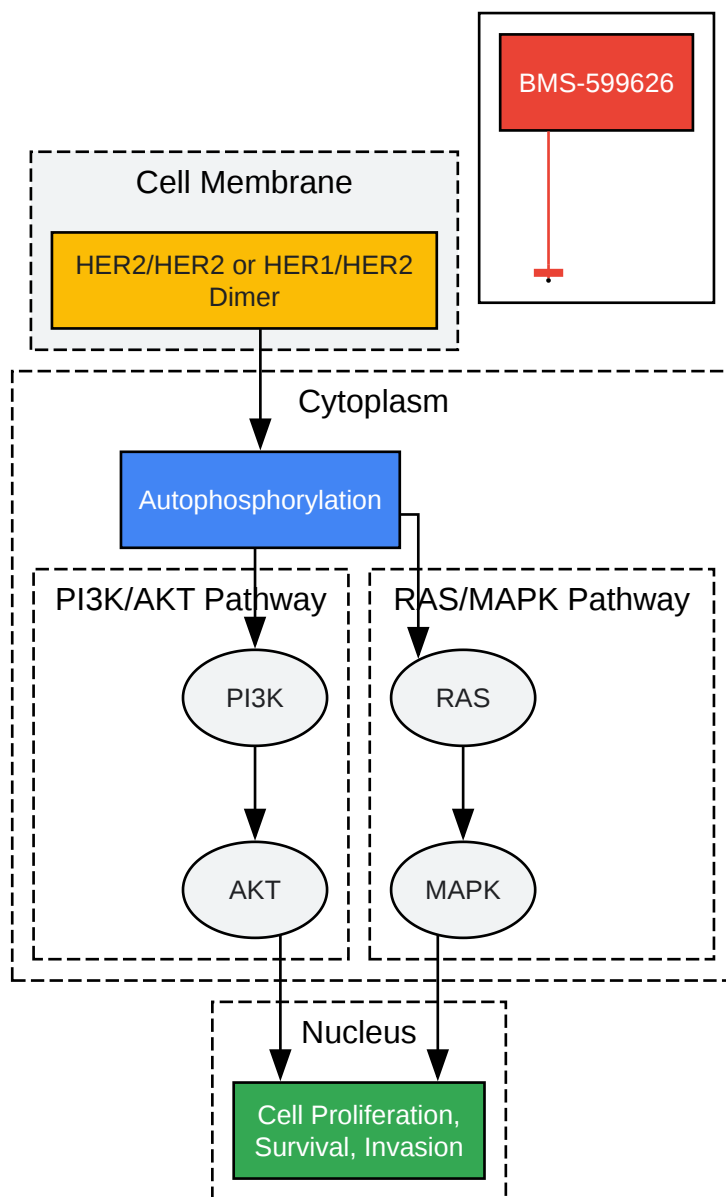 BMS-599626
Cell Membrane
HER2/HER2 or HER1/HER2
Dimer
Cytoplasm
Autophosphorylation
PI3K/AKT Pathway
RAS/MAPK Pathway
PI3K
RAS
AKT
MAPK
Nucleus
Cell Proliferation,
Survival, Invasion